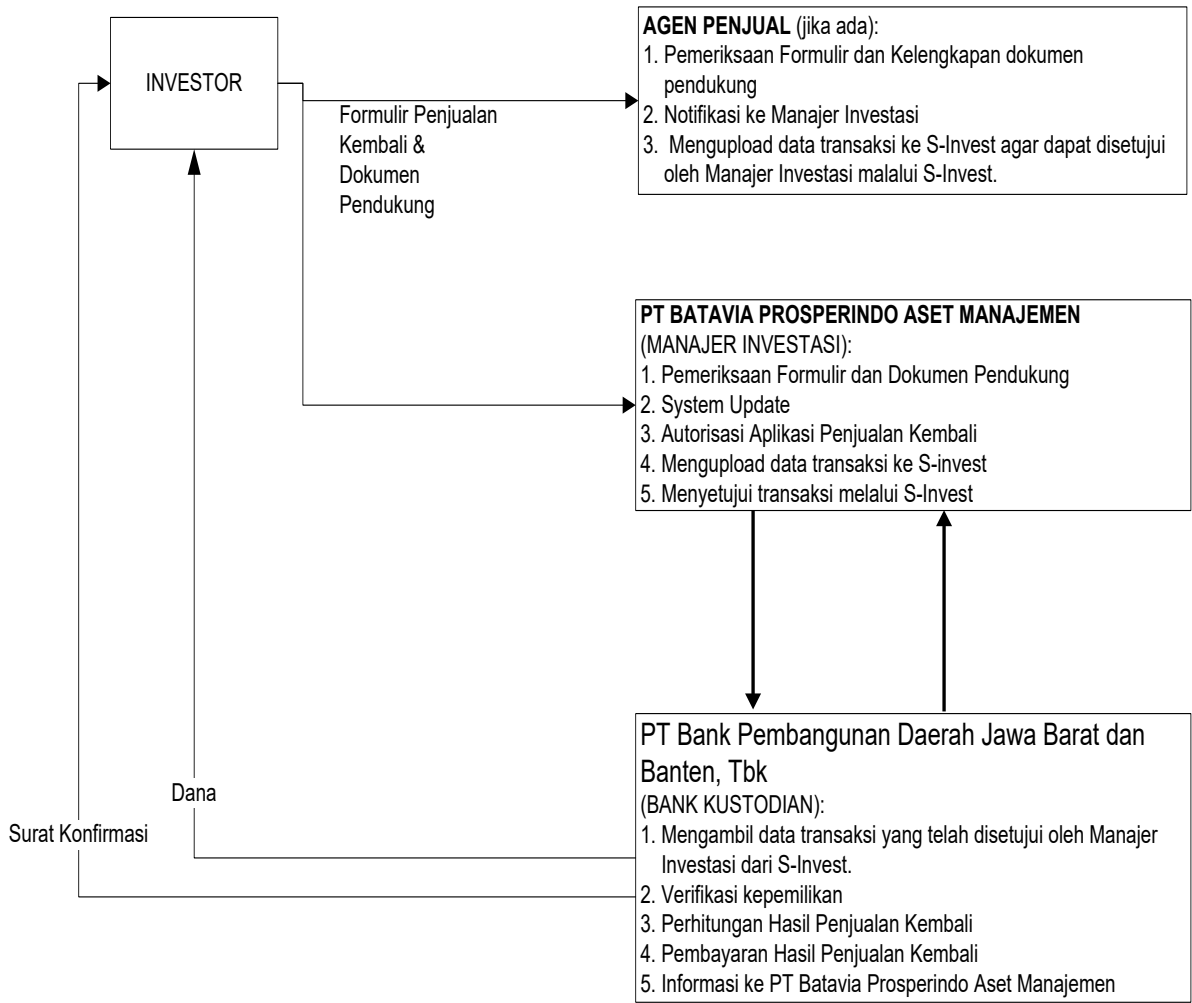 INVESTOR
Formulir Penjualan
Kembali &
Dokumen
Pendukung
AGEN PENJUAL (jika ada):
1. Pemeriksaan Formulir dan Kelengkapan dokumen
pendukung
2. Notifikasi ke Manajer Investasi
3. Mengupload data transaksi ke S-Invest agar dapat disetujui
oleh Manajer Investasi malalui S-Invest.
PT BATAVIA PROSPERINDO ASET MANAJEMEN
(MANAJER INVESTASI):
1. Pemeriksaan Formulir dan Dokumen Pendukung
2. System Update
3. Autorisasi Aplikasi Penjualan Kembali
4. Mengupload data transaksi ke S-invest
5. Menyetujui transaksi melalui S-Invest
Dana
Surat Konfirmasi
PT Bank Pembangunan Daerah Jawa Barat dan
Banten, Tbk
(BANK KUSTODIAN):
1. Mengambil data transaksi yang telah disetujui oleh Manajer
Investasi dari S-Invest.
2. Verifikasi kepemilikan
3. Perhitungan Hasil Penjualan Kembali
4. Pembayaran Hasil Penjualan Kembali
5. Informasi ke PT Batavia Prosperindo Aset Manajemen